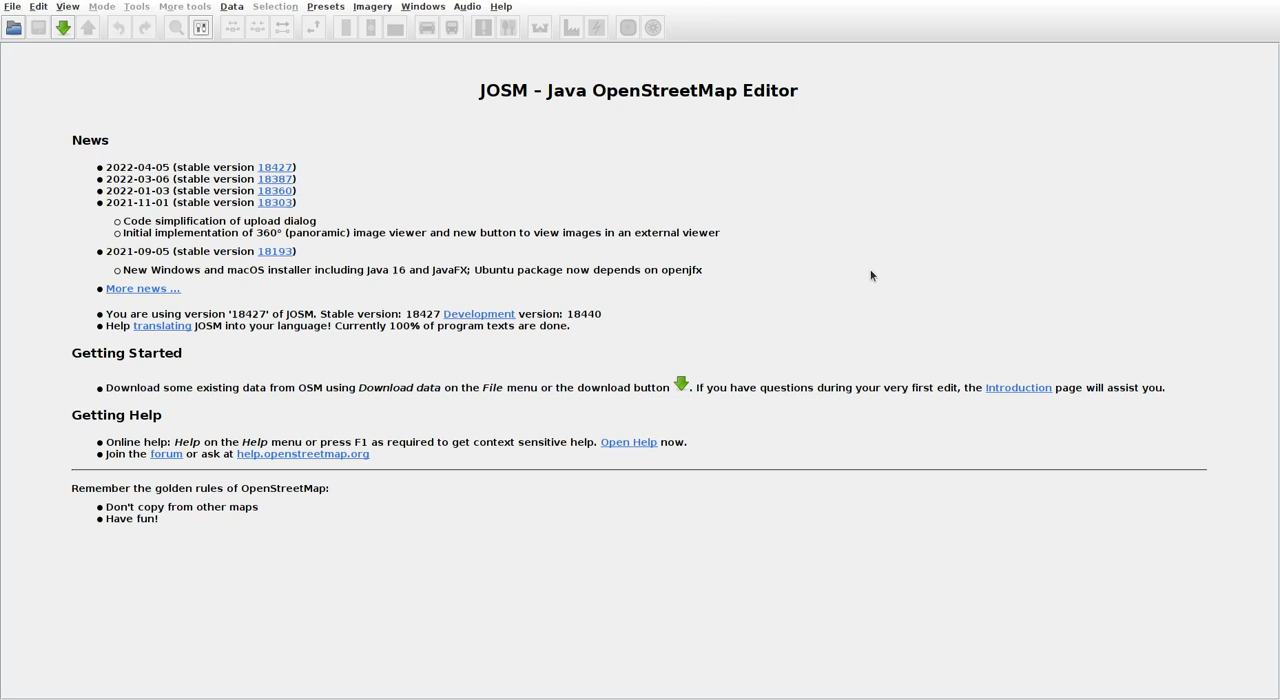 File Edit View Mode Tools More tools Data Selection Presets Imagery Windows Audio Help
JOSM – Java OpenStreetMap Editor
News
● 2022-04-05 (stable version 18427)
● 2022-03-06 (stable version 18387)
● 2022-01-03 (stable version 18360)
● 2021-11-01 (stable version 18303)
○ Code simplification of upload dialog
○ Initial implementation of 360° (panoramic) image viewer and new button to view images in an external viewer
● 2021-09-05 (stable version 18193)
○ New Windows and macOS installer including Java 16 and JavaFX; Ubuntu package now depends on openjfx
● More news ...
● You are using version '18427' of JOSM. Stable version: 18427 Development version: 18440
● Help translating JOSM into your language! Currently 100% of program texts are done.
Getting Started
● Download some existing data from OSM using Download data on the File menu or the download button . If you have questions during your very first edit, the Introduction page will assist you.
Getting Help
● Online help: Help on the Help menu or press F1 as required to get context sensitive help. Open Help now.
● Join the forum or ask at help.openstreetmap.org
Remember the golden rules of OpenStreetMap:
● Don't copy from other maps
● Have fun!